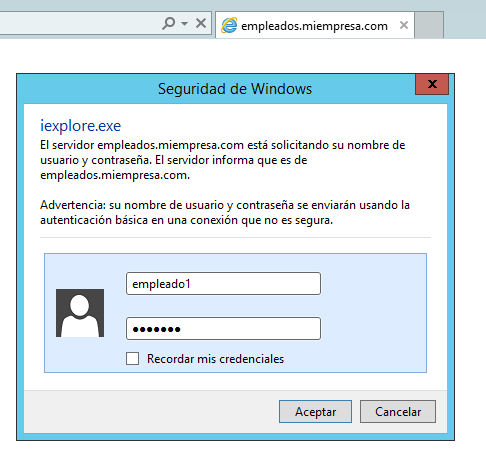 empleados.miempresa.com
Seguridad de Windows
iexplore.exe
El servidor empleados.miempresa.com está solicitando su nombre de
usuario y contraseña. El servidor informa que es de
empleados.miempresa.com.
Advertencia: su nombre de usuario y contraseña se enviarán usando la
autenticación básica en una conexión que no es segura.
empleado1
•••••••
Recordar mis credenciales
Aceptar
Cancelar